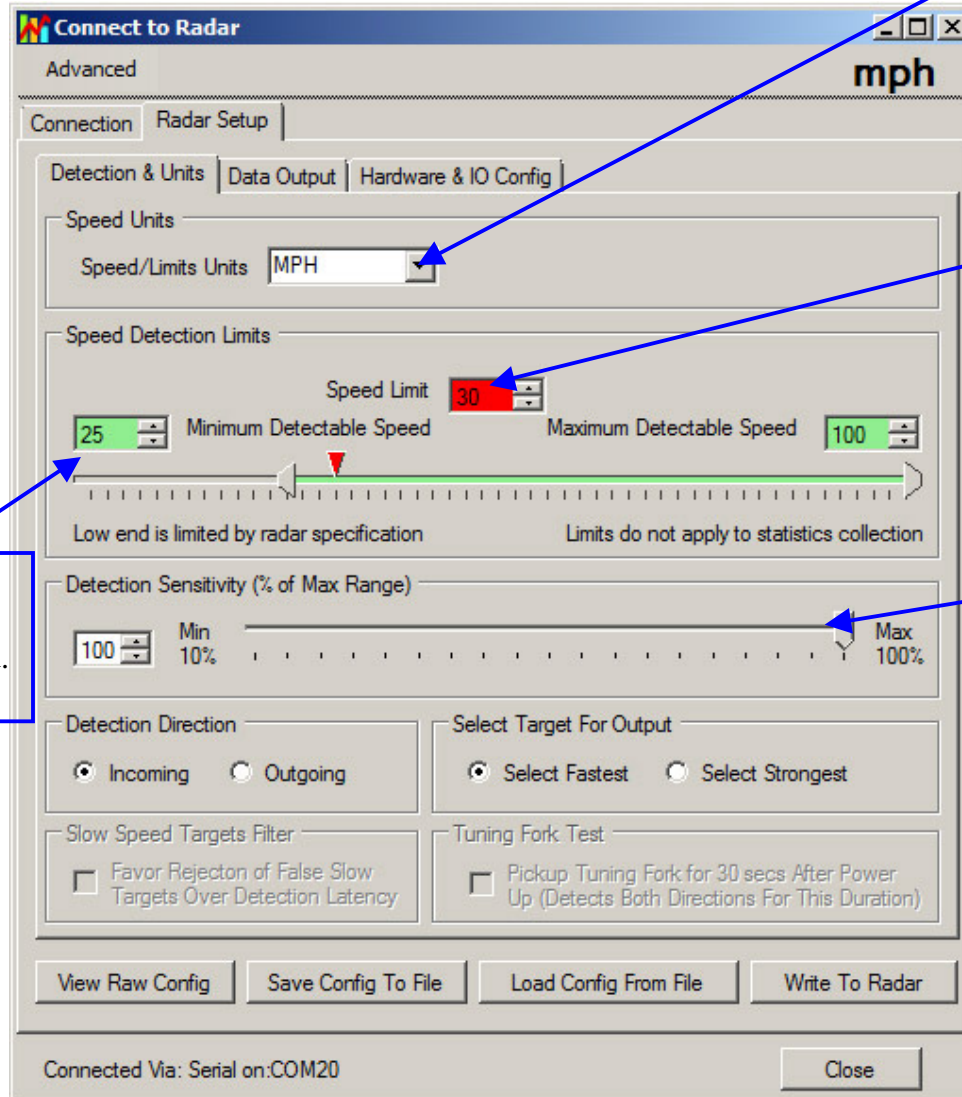 Connect to Radar
Advanced
mph
Connection Radar Setup
Detection & Units Data Output Hardware & IO Config
Speed Units
Speed/Limits Units MPH
Speed Detection Limits
Speed Limit 30
25 Minimum Detectable Speed Maximum Detectable Speed 100
Low end is limited by radar specification Limits do not apply to statistics collection
Detection Sensitivity (% of Max Range)
100 Min Max
10% 100%
Detection Direction Select Target For Output
Incoming Outgoing Select Fastest Select Strongest
Slow Speed Targets Filter Tuning Fork Test
Favor Rejecton of False Slow Pickup Tuning Fork for 30 secs After Power
Targets Over Detection Latency Up (Detects Both Directions For This Duration)
View Raw Config Save Config To File Load Config From File Write To Radar
Connected Via: Serial on:COM20 Close